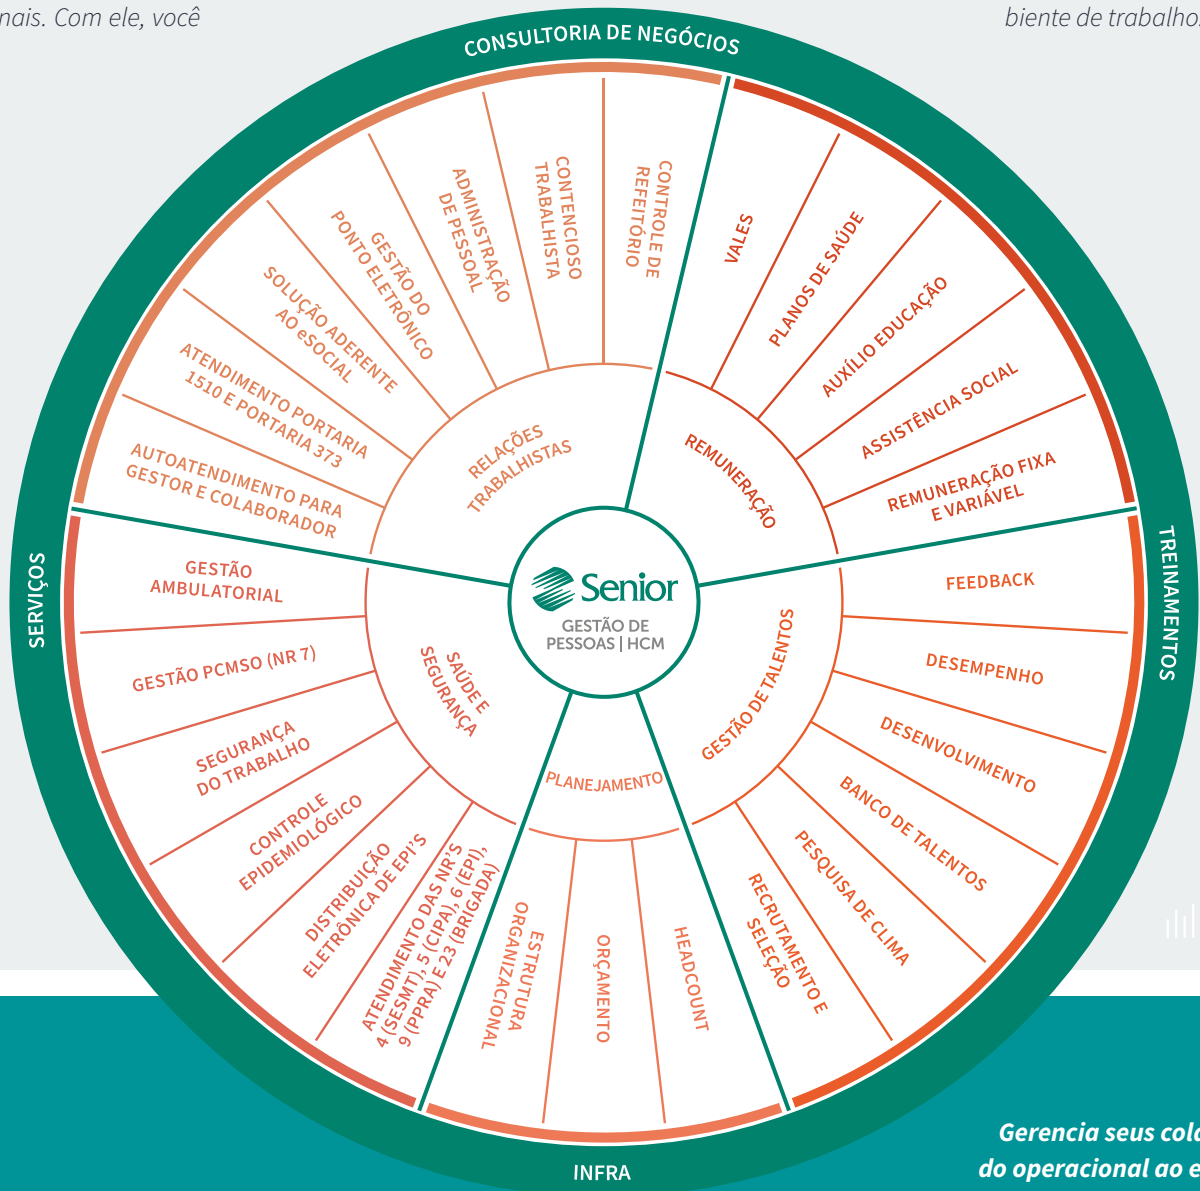 nais. Com ele, você
biente de trabalho.
CONSULTORIA DE NEGÓCIOS
TREINAMENTOS
INFRA
SERVIÇOS
Senior
GESTÃO DE
PESSOAS | HCM
RELAÇÕES
TRABALHISTAS
AUTOATENDIMENTO PARA
GESTOR E COLABORADOR
ATENDIMENTO PORTARIA
1510 E PORTARIA 373
SOLUÇÃO ADERENTE
AO eSOCIAL
GESTÃO DO
PONTO ELETRÔNICO
ADMINISTRAÇÃO
DE PESSOAL
CONTENCIOSO
TRABALHISTA
CONTROLE DE
REFEITÓRIO
REMUNERAÇÃO
VALES
PLANOS DE SAÚDE
AUXÍLIO EDUCAÇÃO
ASSISTÊNCIA SOCIAL
REMUNERAÇÃO FIXA
E VARIÁVEL
GESTÃO DE TALENTOS
FEEDBACK
DESEMPENHO
DESENVOLVIMENTO
BANCO DE TALENTOS
PESQUISA DE CLIMA
RECRUTAMENTO E
SELEÇÃO
PLANEJAMENTO
HEADCOUNT
ORÇAMENTO
ESTRUTURA
ORGANIZACIONAL
SAÚDE E
SEGURANÇA
ATENDIMENTO DAS NR'S
4 (SESMT), 5 (CIPA), 6 (EPI),
9 (PPRA) E 23 (BRIGADA)
DISTRIBUIÇÃO
ELETRÔNICA DE EPI'S
CONTROLE
EPIDEMIOLÓGICO
SEGURANÇA
DO TRABALHO
GESTÃO PCMSO (NR 7)
GESTÃO
AMBULATORIAL
Gerencia seus cola
do operacional ao e